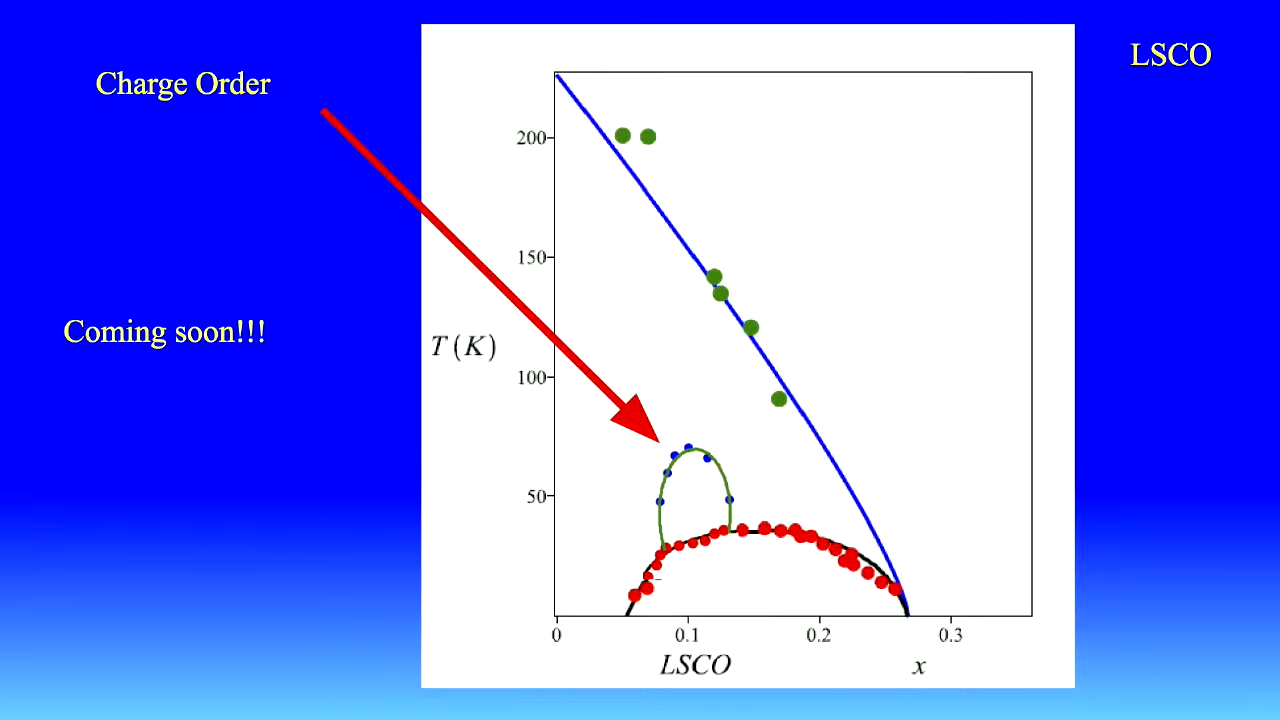 LSCO
Charge Order
Coming soon!!!
200
150
T (K)
100
50
0 0.1 0.2 0.3
LSCO x